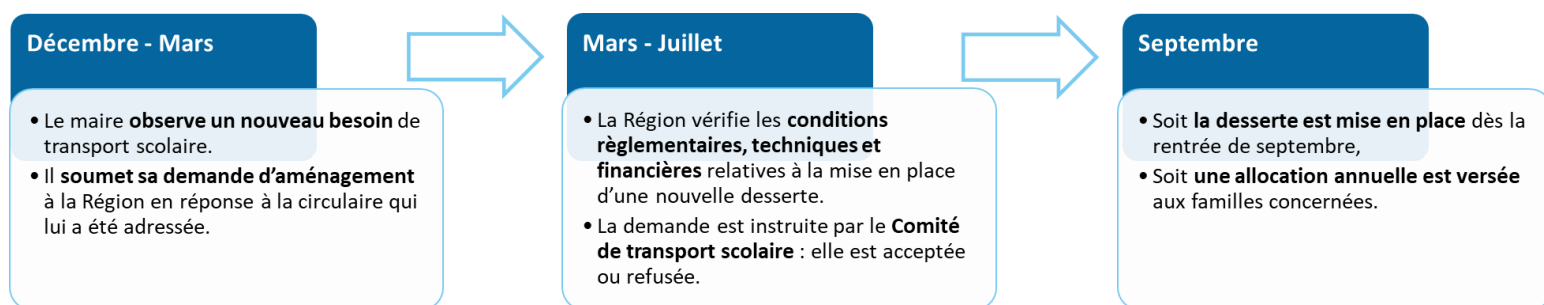 Décembre - Mars
• Le maire observe un nouveau besoin de
transport scolaire.
• Il soumet sa demande d’aménagement
à la Région en réponse à la circulaire qui
lui a été adressée.
Mars - Juillet
• La Région vérifie les conditions
règlementaires, techniques et
financières relatives à la mise en place
d’une nouvelle desserte.
• La demande est instruite par le Comité
de transport scolaire : elle est acceptée
ou refusée.
Septembre
• Soit la desserte est mise en place dès la
rentrée de septembre,
• Soit une allocation annuelle est versée
aux familles concernées.